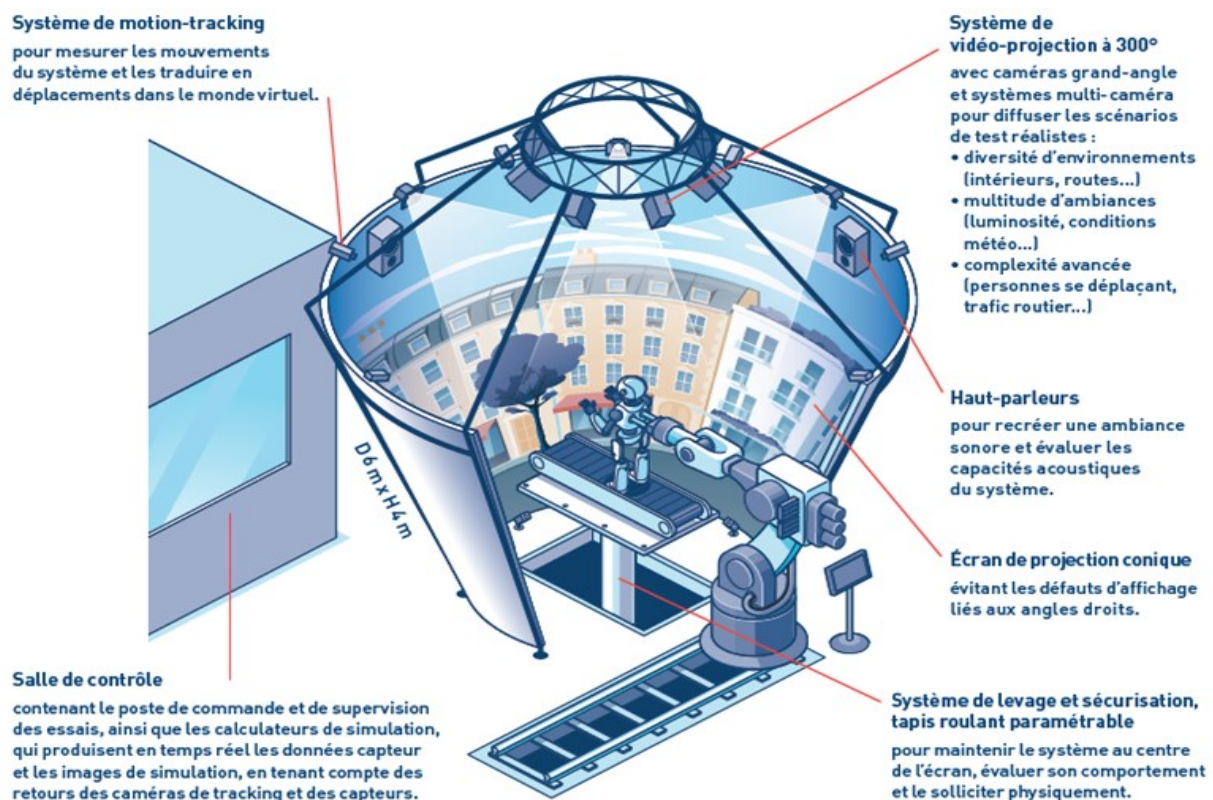 Système de motion-tracking
pour mesurer les mouvements
du système et les traduire en
déplacements dans le monde virtuel.
Système de
vidéo-projection à 300°
avec caméras grand-angle
et systèmes multi-caméra
pour diffuser les scénarios
de test réalistes :
• diversité d'environnements
(intérieurs, routes...)
• multitude d'ambiances
(luminosité, conditions
météo...)
• complexité avancée
(personnes se déplaçant,
trafic routier...)
Haut-parleurs
pour recréer une ambiance
sonore et évaluer les
capacités acoustiques
du système.
D6mxH4m
Écran de projection conique
évitant les défauts d'affichage
liés aux angles droits.
Salle de contrôle
contenant le poste de commande et de supervision
des essais, ainsi que les calculateurs de simulation,
qui produisent en temps réel les données capteur
et les images de simulation, en tenant compte des
retours des caméras de tracking et des capteurs.
Système de levage et sécurisation,
tapis roulant paramétrable
pour maintenir le système au centre
de l'écran, évaluer son comportement
et le solliciter physiquement.